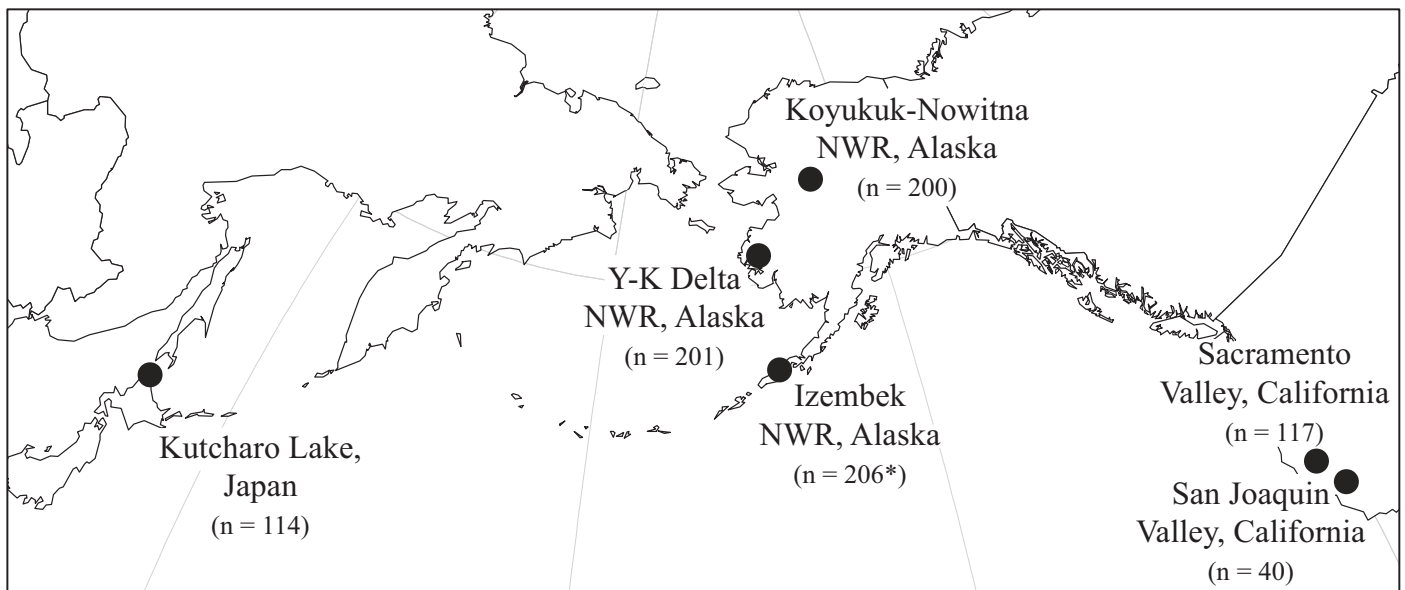 Koyukuk-Nowitna
NWR, Alaska
(n = 200)
Y-K Delta
NWR, Alaska
(n = 201)
Izembek
NWR, Alaska
(n = 206*)
Sacramento
Valley, California
(n = 117)
San Joaquin
Valley, California
(n = 40)
Kutcharo Lake,
Japan
(n = 114)